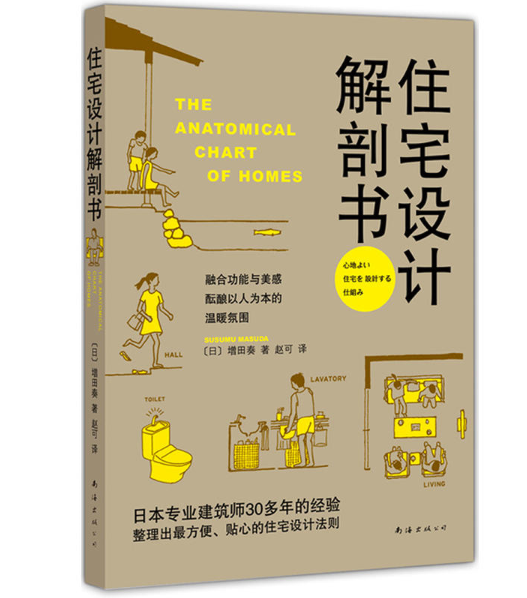 住宅设计
解剖书
THE
ANATOMICAL
CHART
OF HOMES
心地よい
住宅を設計する
仕組み
融合功能与美感
酝酿以人为本的
温暖氛围
SUSUMU MASUDA
〔日〕增田奏 著 赵可 译
HALL
TOILET
LAVATORY
LIVING
日本专业建筑师30多年的经验
整理出最方便、贴心的住宅设计法则
南海出版公司
住宅设计解剖书
THE ANATOMICAL
CHART
OF HOMES
〔日〕增田奏 著 赵可 译